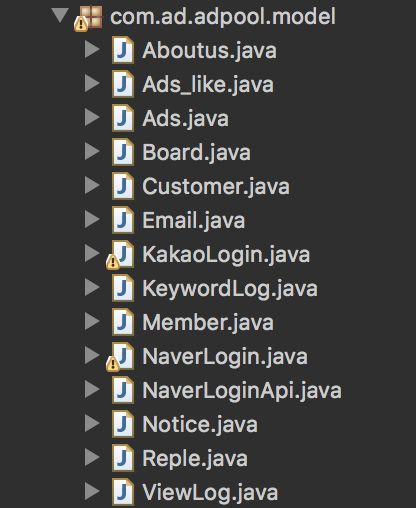 com.ad.adpool.model
Aboutus.java
Ads_like.java
Ads.java
Board.java
Customer.java
Email.java
KakaoLogin.java
KeywordLog.java
Member.java
NaverLogin.java
NaverLoginApi.java
Notice.java
Reple.java
ViewLog.java